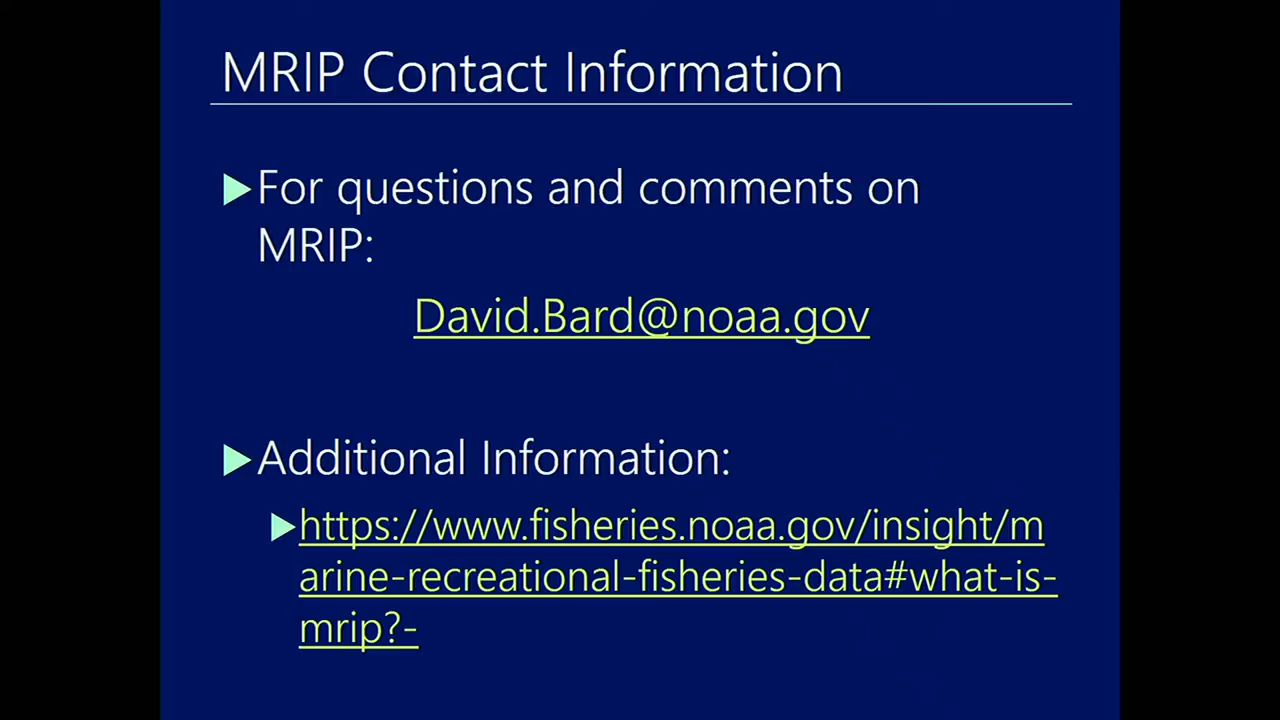 MRIP Contact Information
For questions and comments on
MRIP:
David.Bard@noaa.gov
Additional Information:
https://www.fisheries.noaa.gov/insight/m
arine-recreational-fisheries-data#what-is-
mrip?-